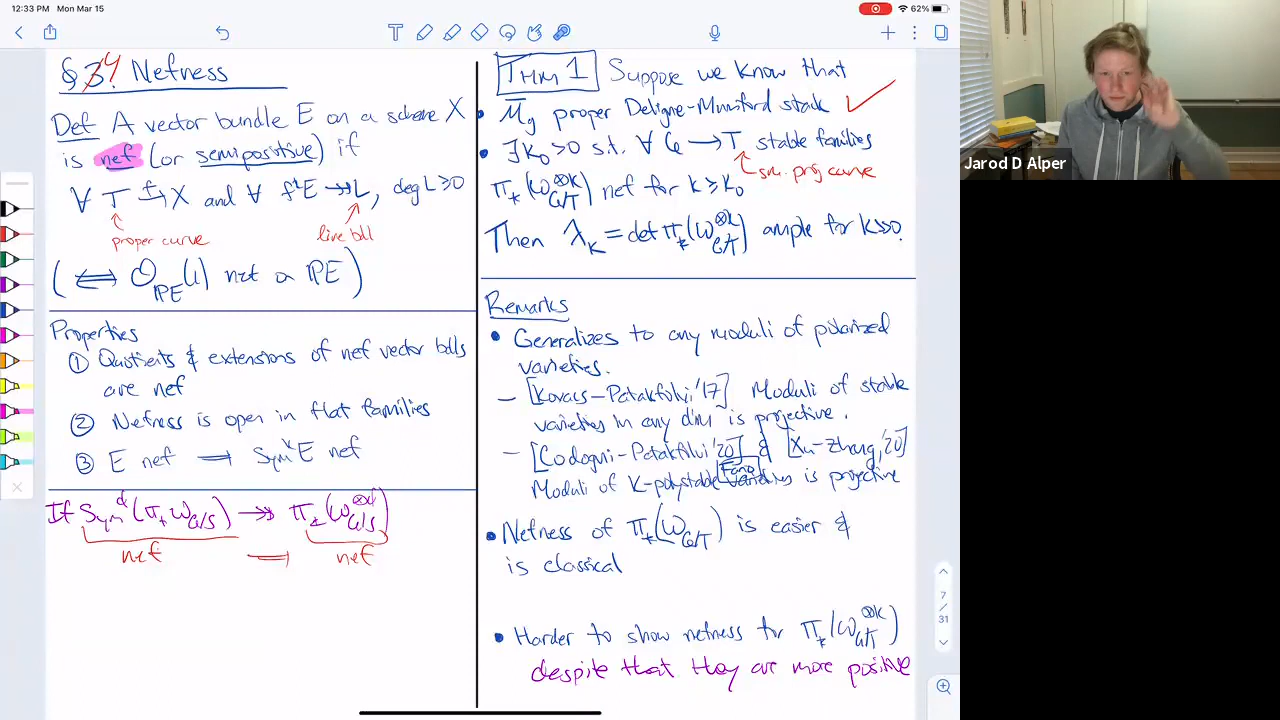 12:33 PM Mon Mar 15
62%
§ 4 Nefness
Def A vector bundle E on a scheme X
is nef (or semipositive) if
∀ T →^f X and ∀ f*E ↠ L, deg L ≥ 0
proper curve
line bdl
( ⟺ O_PE(1) nef on PE )
Properties
① Quotients & extensions of nef vector bdls
are nef
② Nefness is open in flat families
③ E nef ⟹ Sym^k E nef
If Sym^d(π_* ω_C/S) ↠ π_*(ω_C/S^⊗d)
nef ⟹ nef
THM 1 Suppose we know that
• M̄g proper Deligne-Mumford stack ✓
• ∃ k₀ > 0 s.t. ∀ C → T stable families
sm. proj curve
π_*(ω_C/T^⊗k) nef for k ≥ k₀
Then λ_k = det π_*(ω_C/T^⊗k) ample for k ≫ 0.
Remarks
• Generalizes to any moduli of polarized
varieties.
– [Kovacs-Patakfalvi '17] Moduli of stable
varieties in any dim is projective.
– [Codogni-Patakfalvi '20] & [Xu-Zhang, '20]
Moduli of K-polystable Fano varieties is projective
• Nefness of π_*(ω_C/T) is easier &
is classical
• Harder to show nefness for π_*(ω_C/T^⊗k)
despite that they are more positive
7
/
31
Jarod D Alper